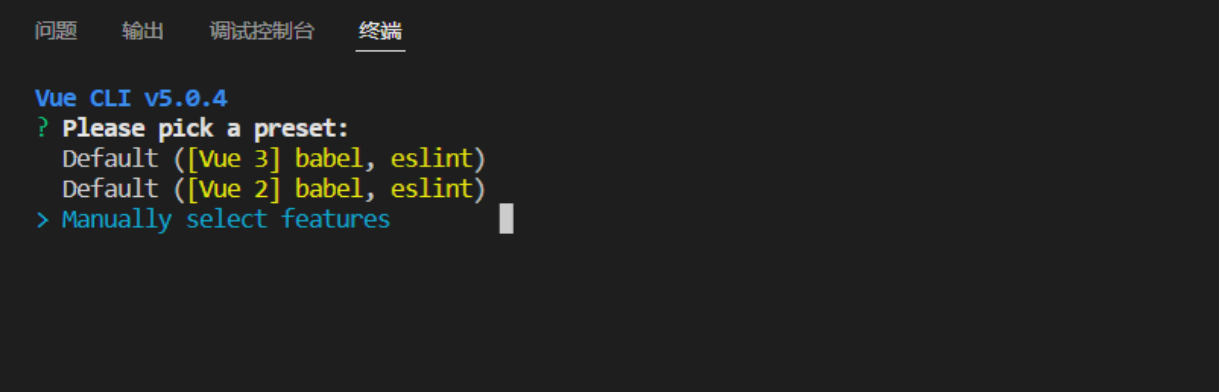 问题 输出 调试控制台 终端
Vue CLI v5.0.4
? Please pick a preset:
Default ([Vue 3] babel, eslint)
Default ([Vue 2] babel, eslint)
> Manually select features